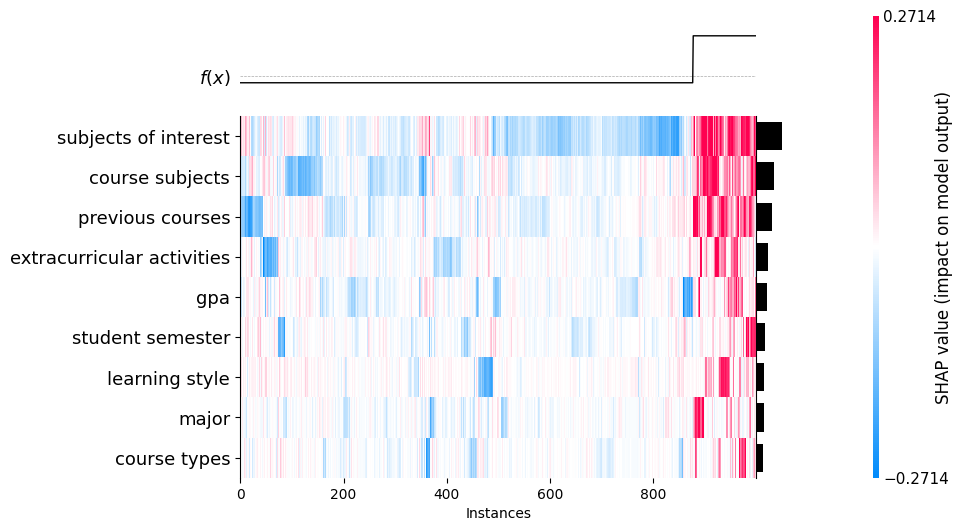 0.2714
f(x)
subjects of interest
course subjects
previous courses
extracurricular activities
gpa
student semester
learning style
major
course types
0 200 400 600 800
Instances
−0.2714
SHAP value (impact on model output)